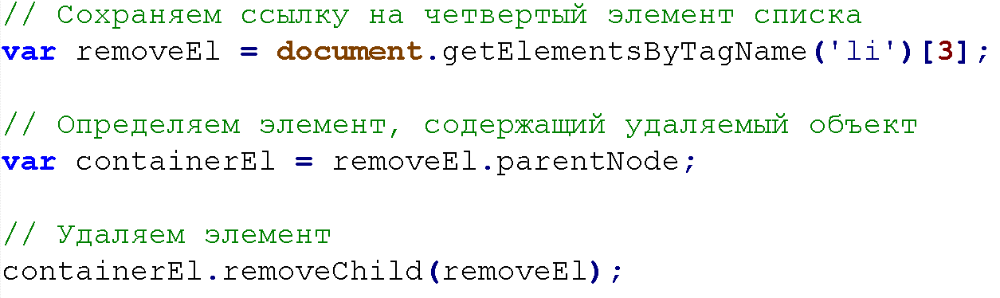 // Сохраняем ссылку на четвертый элемент списка
var removeEl = document.getElementsByTagName('li')[3];
// Определяем элемент, содержащий удаляемый объект
var containerEl = removeEl.parentNode;
// Удаляем элемент
containerEl.removeChild(removeEl);